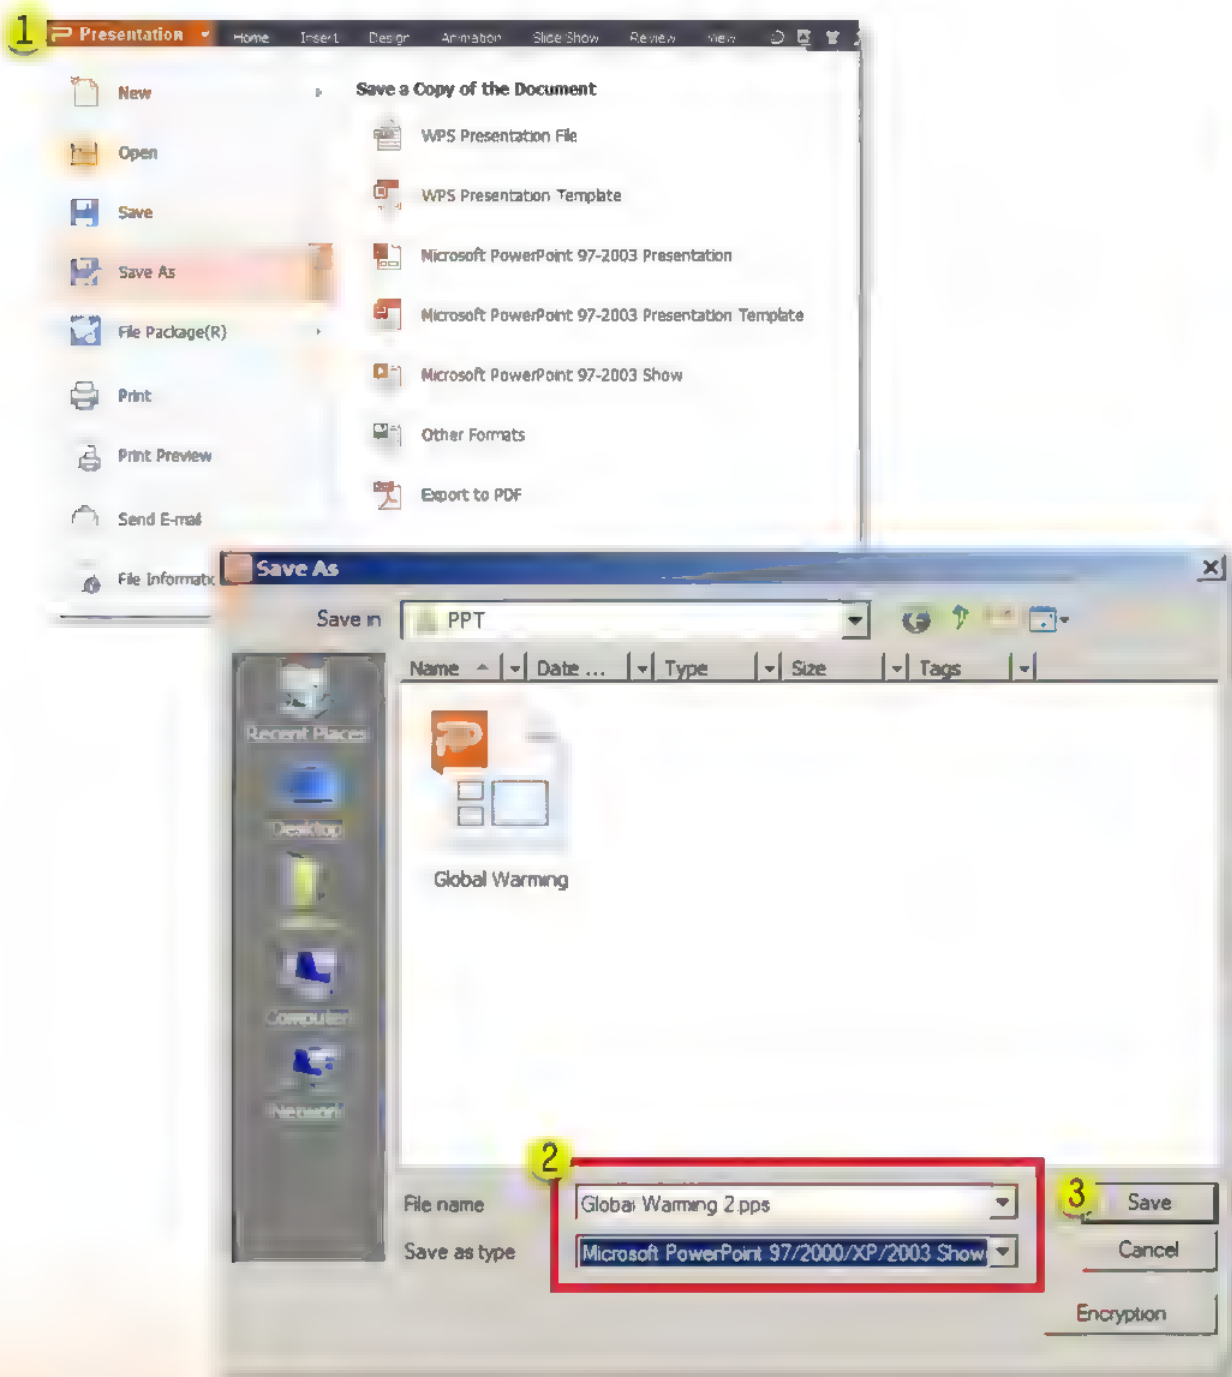 1
Presentation
Home Insert Design Animation Slide Show Review View
New
Open
Save
Save As
File Package(R)
Print
Print Preview
Send E-mail
File Informatic
Save a Copy of the Document
WPS Presentation File
WPS Presentation Template
Microsoft PowerPoint 97-2003 Presentation
Microsoft PowerPoint 97-2003 Presentation Template
Microsoft PowerPoint 97-2003 Show
Other Formats
Export to PDF
Save As
Save in PPT
Name Date ... Type Size Tags
Recent Places
Desktop
Computer
Network
Global Warming
2
File name Global Warming 2.pps
Save as type Microsoft PowerPoint 97/2000/XP/2003 Show
3
Save
Cancel
Encryption